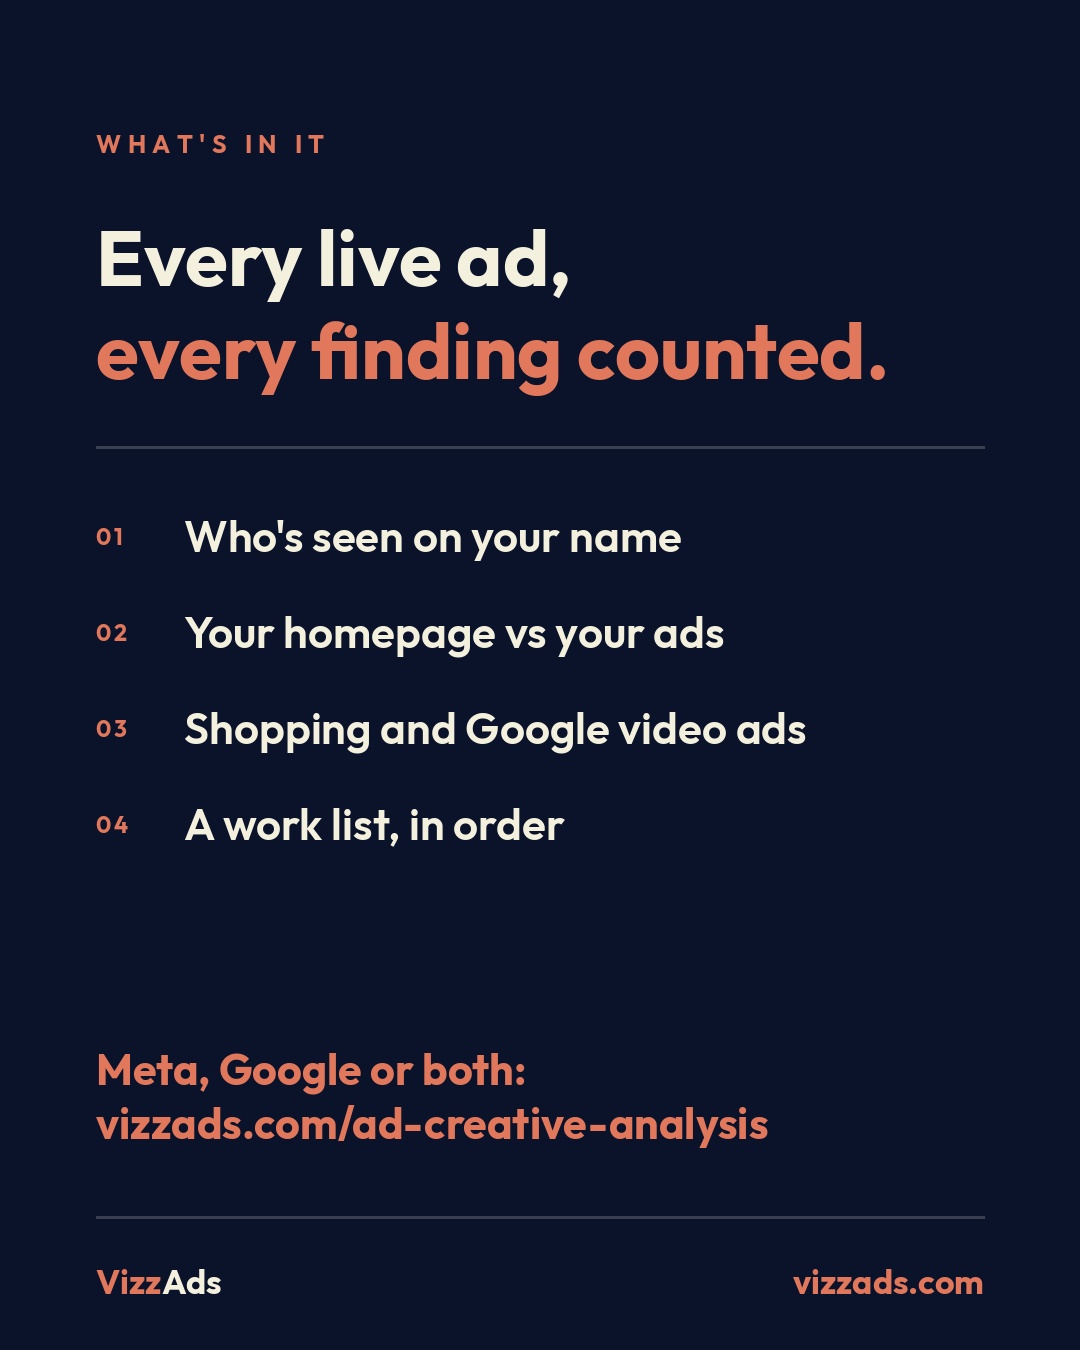 WHAT'S IN IT
Every live ad,
every finding counted.
01 Who's seen on your name
02 Your homepage vs your ads
03 Shopping and Google video ads
04 A work list, in order
Meta, Google or both:
vizzads.com/ad-creative-analysis
VizzAds vizzads.com